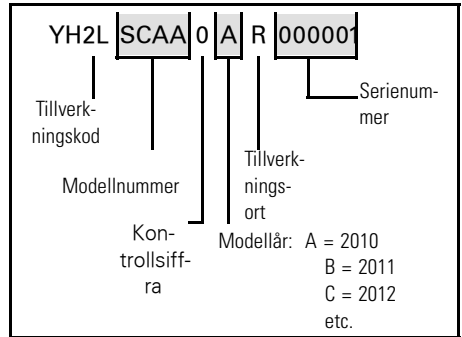 YH2L SCAA 0 A R 000001
Tillverk-
ningskod
Serienum-
mer
Modellnummer
Tillverk-
nings-
ort
Kon-
trollsiff-
ra
Modellår: A = 2010
B = 2011
C = 2012
etc.